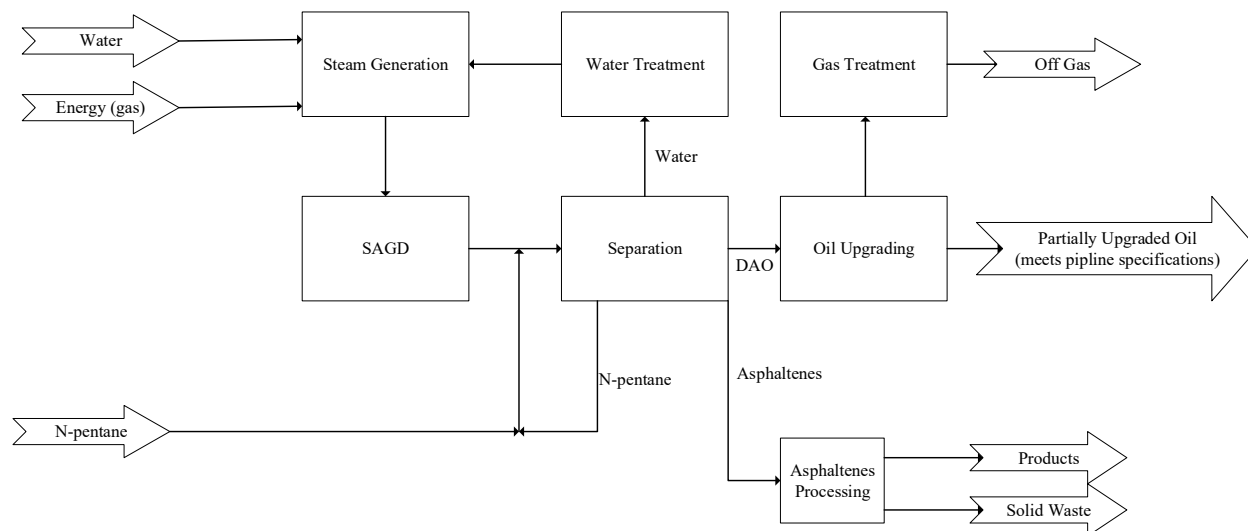 Water
Steam Generation
Water Treatment
Gas Treatment
Off Gas
Energy (gas)
Water
SAGD
Separation
DAO
Oil Upgrading
Partially Upgraded Oil
(meets pipline specifications)
N-pentane
Asphaltenes
N-pentane
Asphaltenes
Processing
Products
Solid Waste